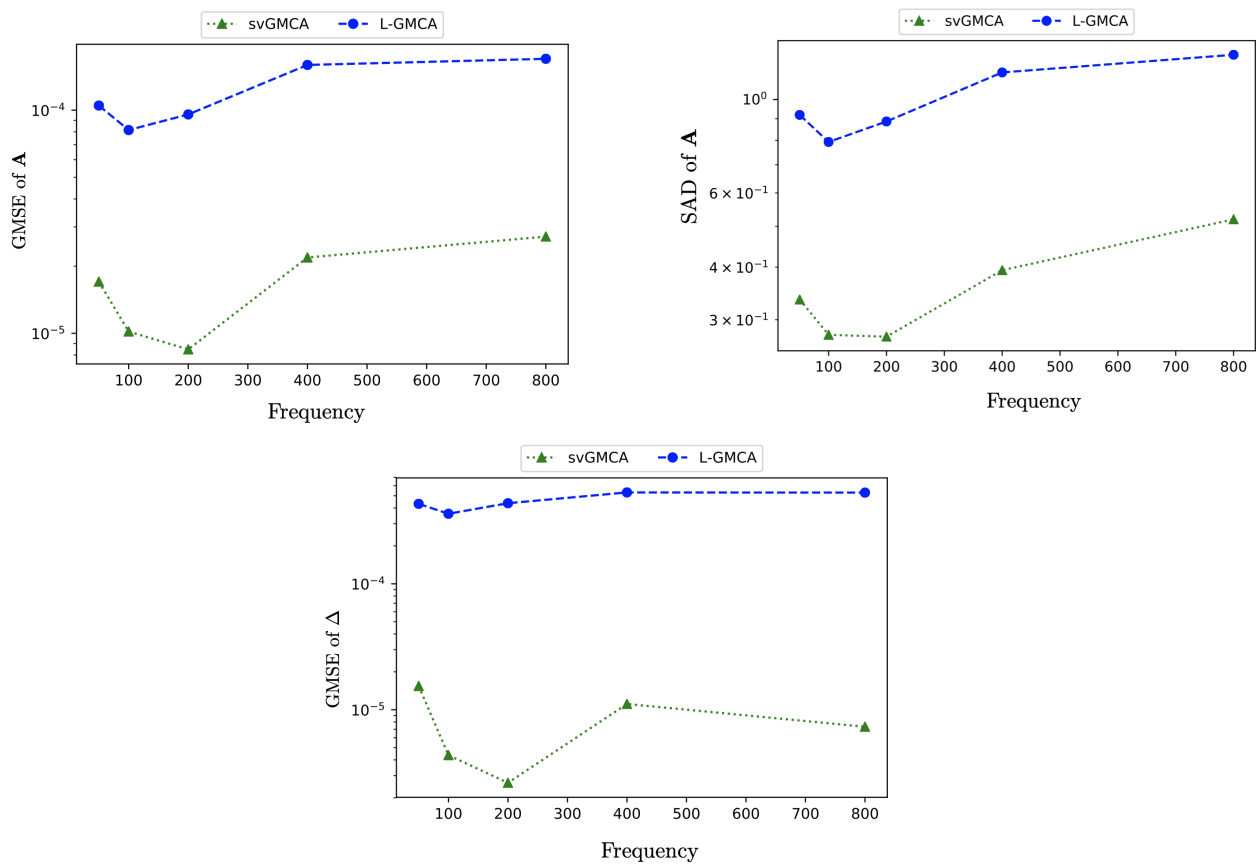 svGMCA L-GMCA
GMSE of A
10⁻⁴
10⁻⁵
100 200 300 400 500 600 700 800
Frequency
svGMCA L-GMCA
SAD of A
10⁰
6 × 10⁻¹
4 × 10⁻¹
3 × 10⁻¹
100 200 300 400 500 600 700 800
Frequency
svGMCA L-GMCA
GMSE of Δ
10⁻⁴
10⁻⁵
100 200 300 400 500 600 700 800
Frequency